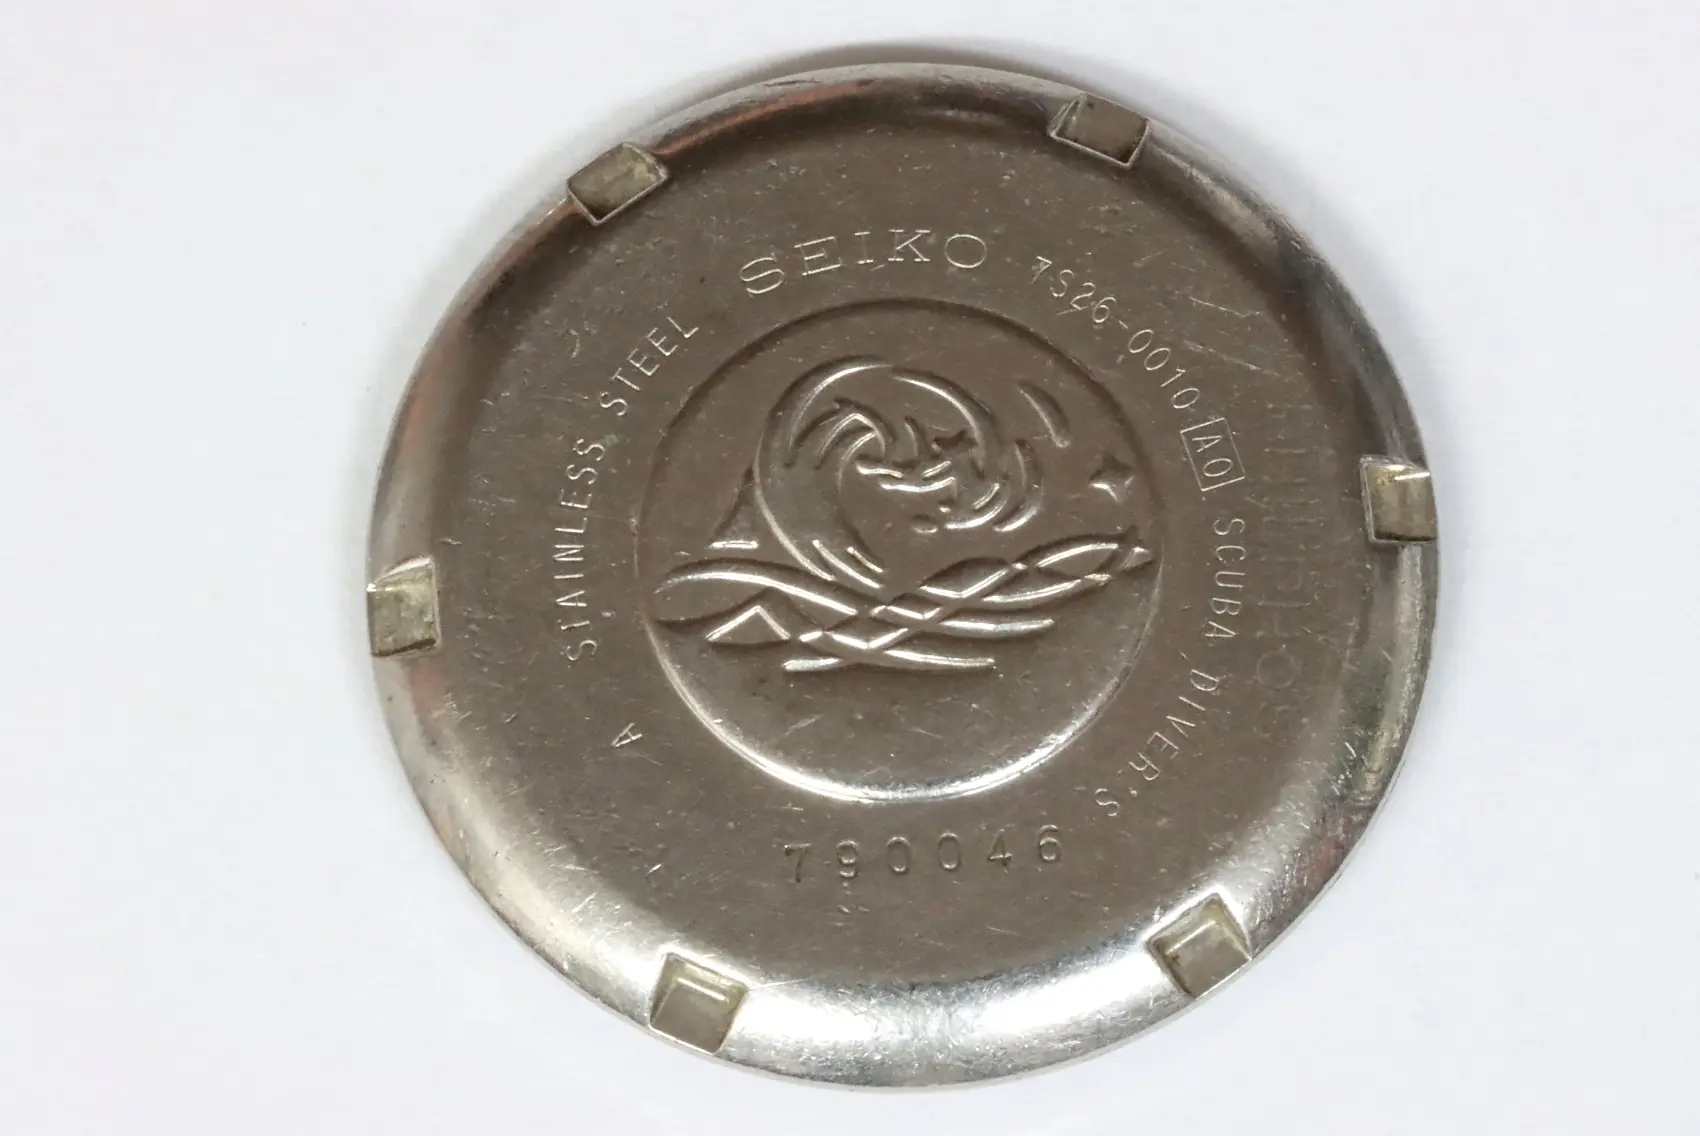 SEIKO
7S26-0010 A0 SCUBA DIVER'S
790046
A
STAINLESS STEEL